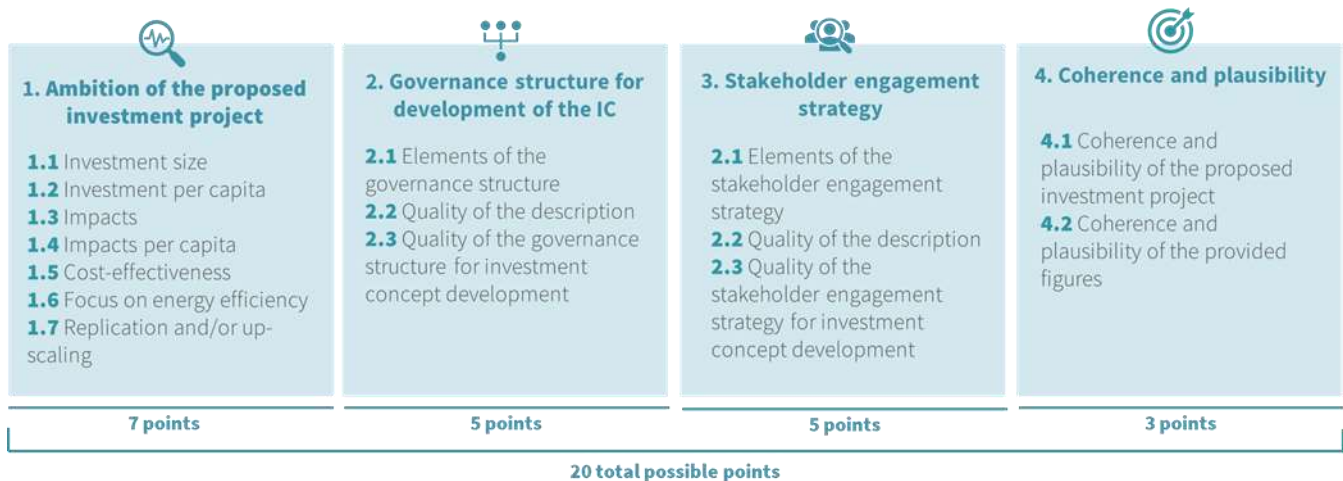 1. Ambition of the proposed
investment project
1.1 Investment size
1.2 Investment per capita
1.3 Impacts
1.4 Impacts per capita
1.5 Cost-effectiveness
1.6 Focus on energy efficiency
1.7 Replication and/or up-
scaling
7 points
2. Governance structure for
development of the IC
2.1 Elements of the
governance structure
2.2 Quality of the description
2.3 Quality of the governance
structure for investment
concept development
5 points
3. Stakeholder engagement
strategy
2.1 Elements of the
stakeholder engagement
strategy
2.2 Quality of the description
2.3 Quality of the
stakeholder engagement
strategy for investment
concept development
5 points
4. Coherence and plausibility
4.1 Coherence and
plausibility of the proposed
investment project
4.2 Coherence and
plausibility of the provided
figures
3 points
20 total possible points